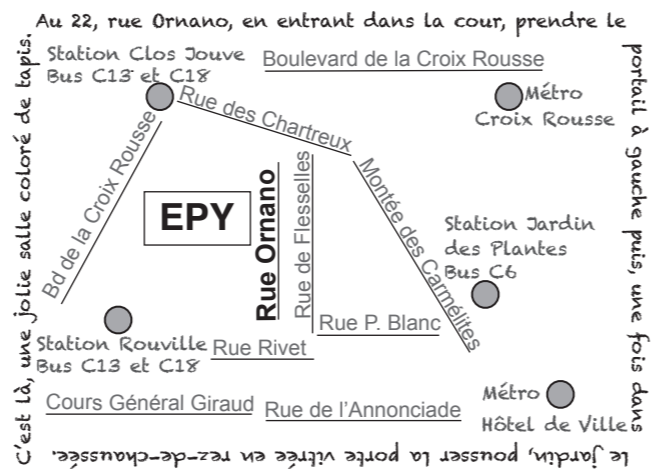 Au 22, rue Ornano, en entrant dans la cour, prendre le
portail à gauche puis, une fois dans
le jardin, pousser la porte vitrée en rez-de-chaussée.
C'est là, une jolie salle coloré de tapis.
Station Clos Jouve
Bus C13 et C18
Boulevard de la Croix Rousse
Métro
Croix Rousse
Rue des Chartreux
Bd de la Croix Rousse
EPY
Rue Ornano
Rue de Flesselles
Montée des Carmélites
Station Jardin
des Plantes
Bus C6
Rue P. Blanc
Station Rouville
Bus C13 et C18
Rue Rivet
Cours Général Giraud
Rue de l'Annonciade
Métro
Hôtel de Ville